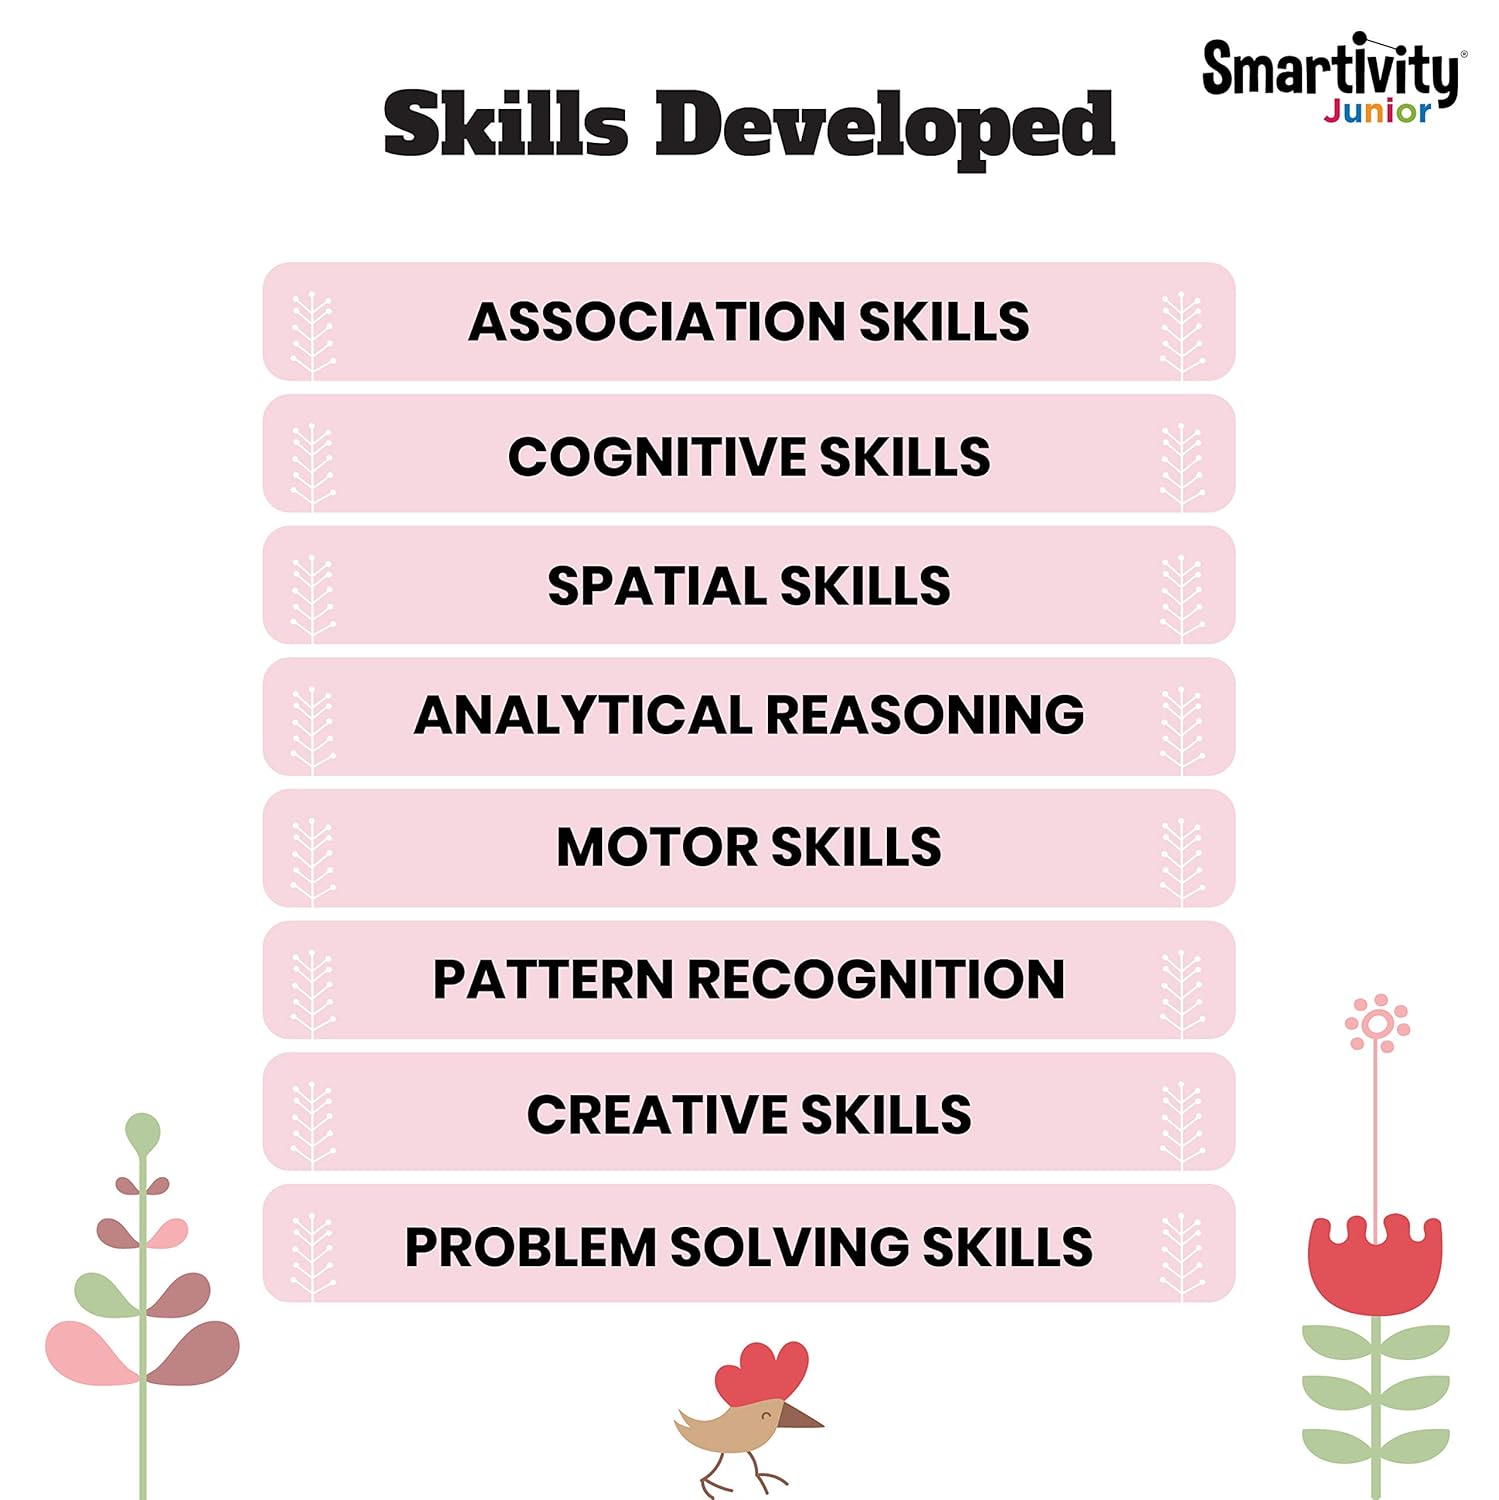 Smartivity®
Junior
Skills Developed
ASSOCIATION SKILLS
COGNITIVE SKILLS
SPATIAL SKILLS
ANALYTICAL REASONING
MOTOR SKILLS
PATTERN RECOGNITION
CREATIVE SKILLS
PROBLEM SOLVING SKILLS